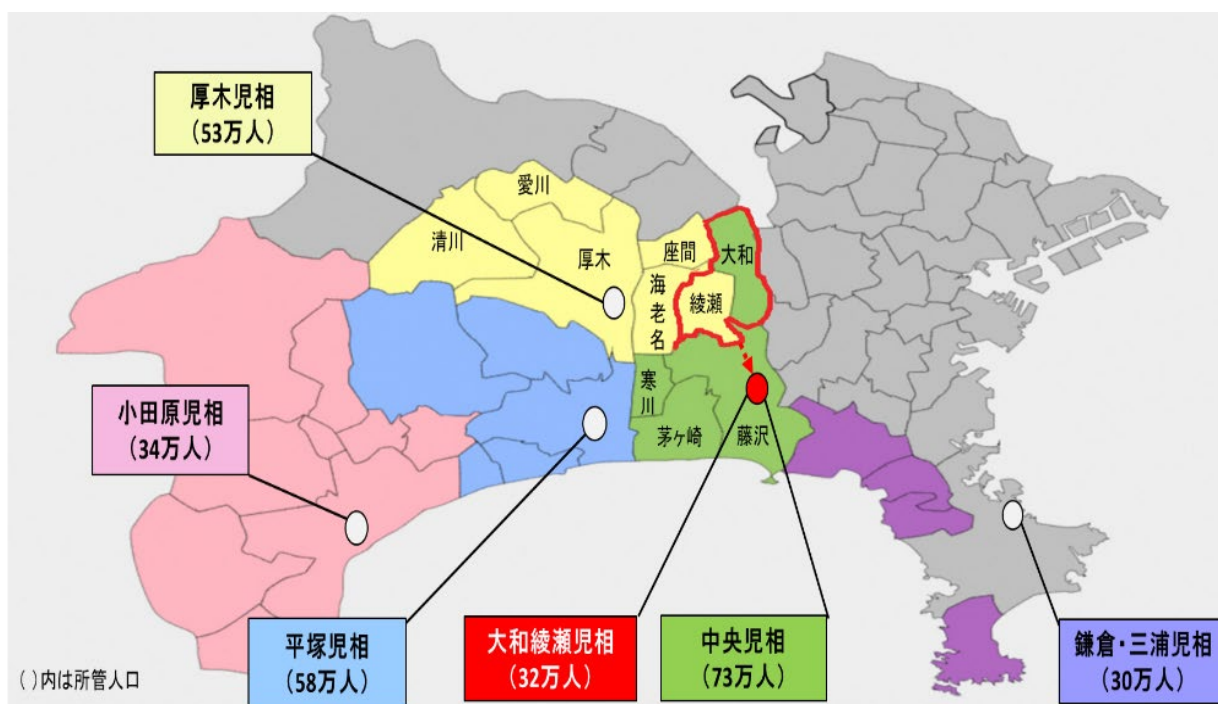 厚木児相
（53万人）
愛川
清川
厚木
座間
大和
海老名
綾瀬
小田原児相
（34万人）
寒川
茅ヶ崎
藤沢
平塚児相
（58万人）
大和綾瀬児相
（32万人）
中央児相
（73万人）
鎌倉・三浦児相
（30万人）
（）内は所管人口